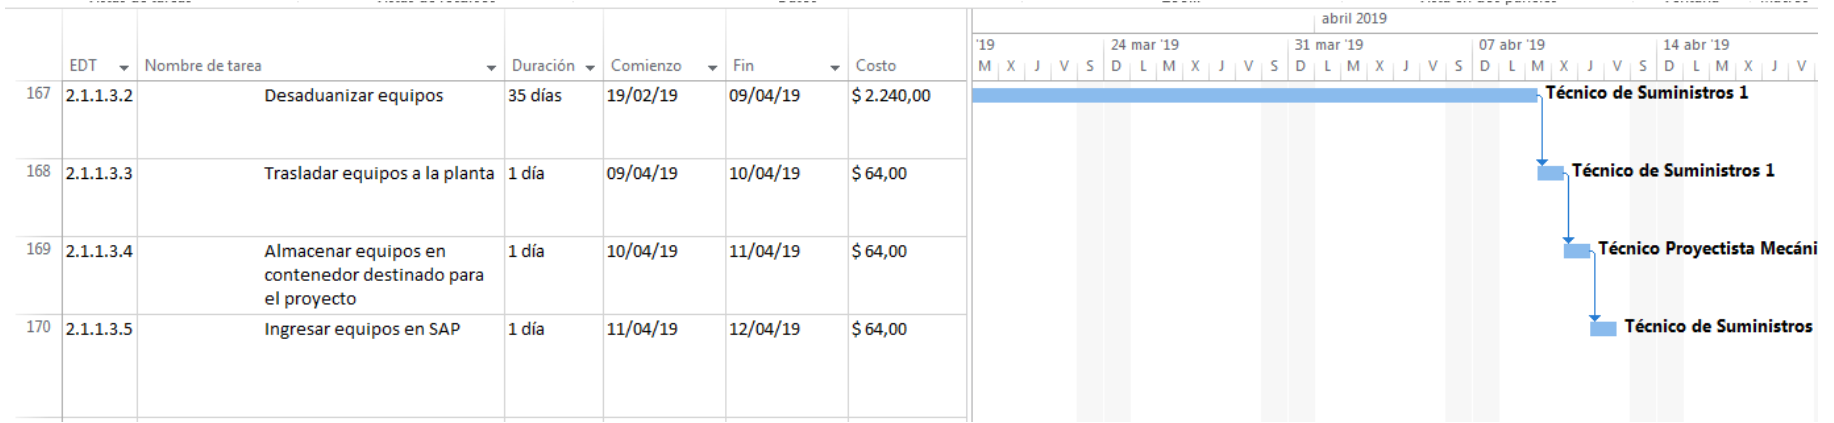 abril 2019
'19 24 mar '19 31 mar '19 07 abr '19 14 abr '19
EDT Nombre de tarea Duración Comienzo Fin Costo
M X J V S D L M X J V S D L M X J V S D L M X J V S D L M X J V
167 2.1.1.3.2 Desaduanizar equipos 35 días 19/02/19 09/04/19 $ 2.240,00 Técnico de Suministros 1
168 2.1.1.3.3 Trasladar equipos a la planta 1 día 09/04/19 10/04/19 $ 64,00 Técnico de Suministros 1
169 2.1.1.3.4 Almacenar equipos en 1 día 10/04/19 11/04/19 $ 64,00 Técnico Proyectista Mecáni
contenedor destinado para
el proyecto
170 2.1.1.3.5 Ingresar equipos en SAP 1 día 11/04/19 12/04/19 $ 64,00 Técnico de Suministros